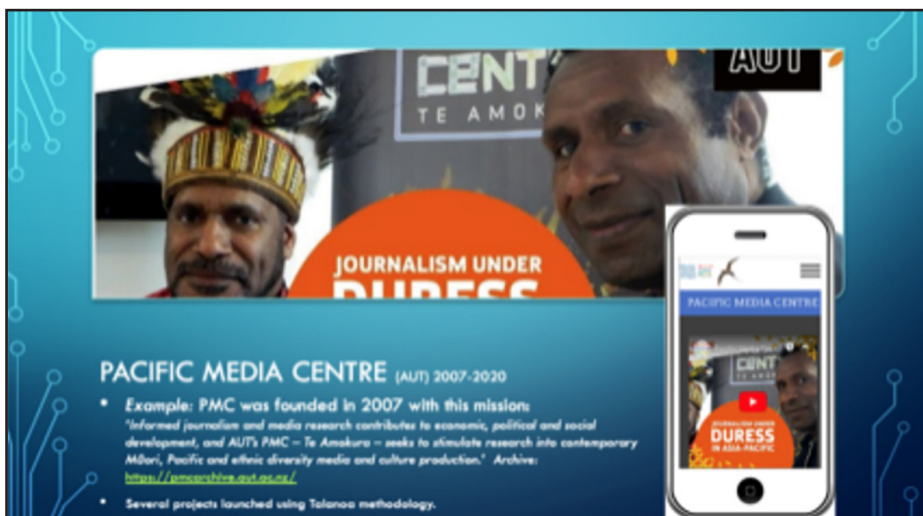 CENT
TE AMOK
AUT
JOURNALISM UNDER
DURESS
PACIFIC MEDIA CENTRE (AUT) 2007-2020
• Example: PMC was founded in 2007 with this mission:
'Informed journalism and media research contributes to economic, political and social
development, and AUT's PMC – Te Amokura – seeks to stimulate research into contemporary
Māori, Pacific and ethnic diversity media and culture production.' Archive:
https://pmcarchive.aut.ac.nz/
• Several projects launched using Talanoa methodology.
PACIFIC MEDIA CENTRE
CENT
JOURNALISM UNDER
DURESS
IN ASIA-PACIFIC